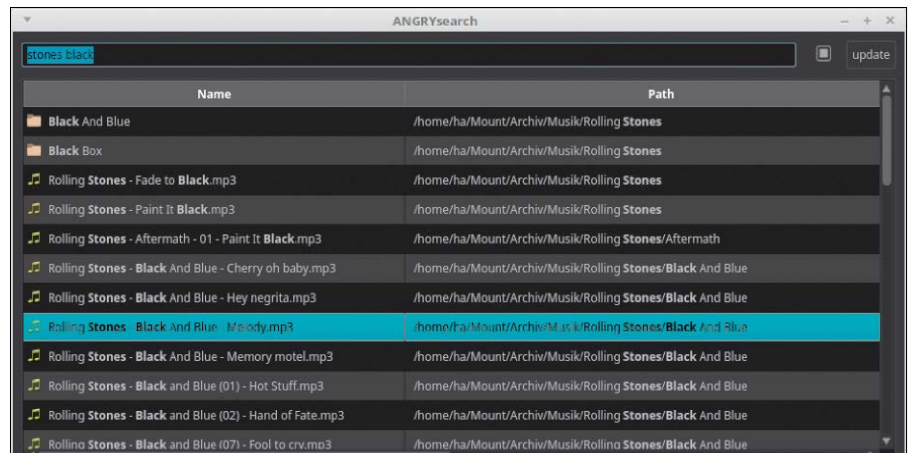 ANGRYsearch
stones black
update
Name Path
Black And Blue /home/ha/Mount/Archiv/Musik/Rolling Stones
Black Box /home/ha/Mount/Archiv/Musik/Rolling Stones
Rolling Stones - Fade to Black.mp3 /home/ha/Mount/Archiv/Musik/Rolling Stones
Rolling Stones - Paint It Black.mp3 /home/ha/Mount/Archiv/Musik/Rolling Stones
Rolling Stones - Aftermath - 01 - Paint It Black.mp3 /home/ha/Mount/Archiv/Musik/Rolling Stones/Aftermath
Rolling Stones - Black And Blue - Cherry oh baby.mp3 /home/ha/Mount/Archiv/Musik/Rolling Stones/Black And Blue
Rolling Stones - Black And Blue - Hey negrita.mp3 /home/ha/Mount/Archiv/Musik/Rolling Stones/Black And Blue
Rolling Stones - Black And Blue - Melody.mp3 /home/ha/Mount/Archiv/Musik/Rolling Stones/Black And Blue
Rolling Stones - Black And Blue - Memory motel.mp3 /home/ha/Mount/Archiv/Musik/Rolling Stones/Black And Blue
Rolling Stones - Black and Blue (01) - Hot Stuff.mp3 /home/ha/Mount/Archiv/Musik/Rolling Stones/Black And Blue
Rolling Stones - Black and Blue (02) - Hand of Fate.mp3 /home/ha/Mount/Archiv/Musik/Rolling Stones/Black And Blue
Rolling Stones - Black and Blue (07) - Fool to cry.mp3 /home/ha/Mount/Archiv/Musik/Rolling Stones/Black And Blue